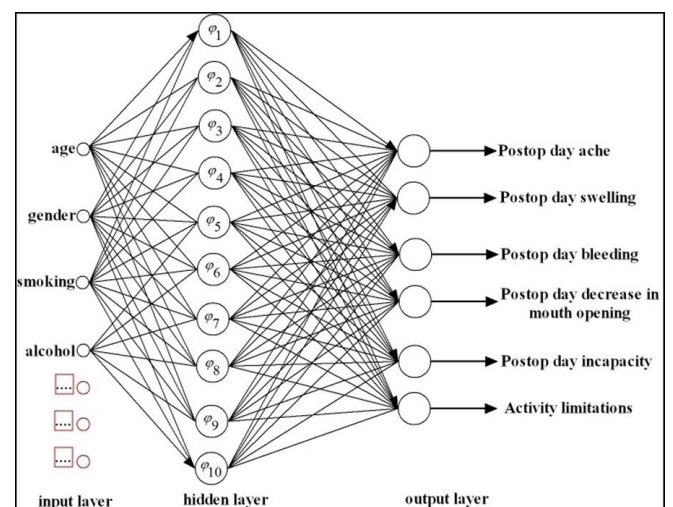 φ1
φ2
φ3
φ4
φ5
φ6
φ7
φ8
φ9
φ10
age
gender
smoking
alcohol
....
....
....
Postop day ache
Postop day swelling
Postop day bleeding
Postop day decrease in
mouth opening
Postop day incapacity
Activity limitations
input layer
hidden layer
output layer